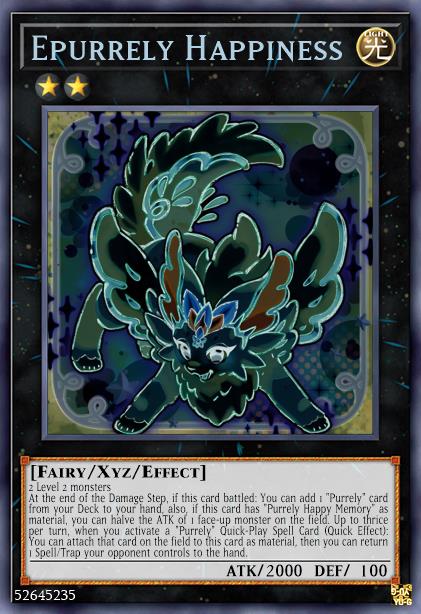 EPURRELY HAPPINESS
LIGHT
光
[FAIRY/XYZ/EFFECT]
2 Level 2 monsters
At the end of the Damage Step, if this card battled: You can add 1 "Purrely" card
from your Deck to your hand, also, if this card has "Purrely Happy Memory" as
material, you can halve the ATK of 1 face-up monster on the field. Up to thrice
per turn, when you activate a "Purrely" Quick-Play Spell Card (Quick Effect):
You can attach that card on the field to this card as material, then you can return
1 Spell/Trap your opponent controls to the hand.
ATK/2000 DEF/ 100
52645235